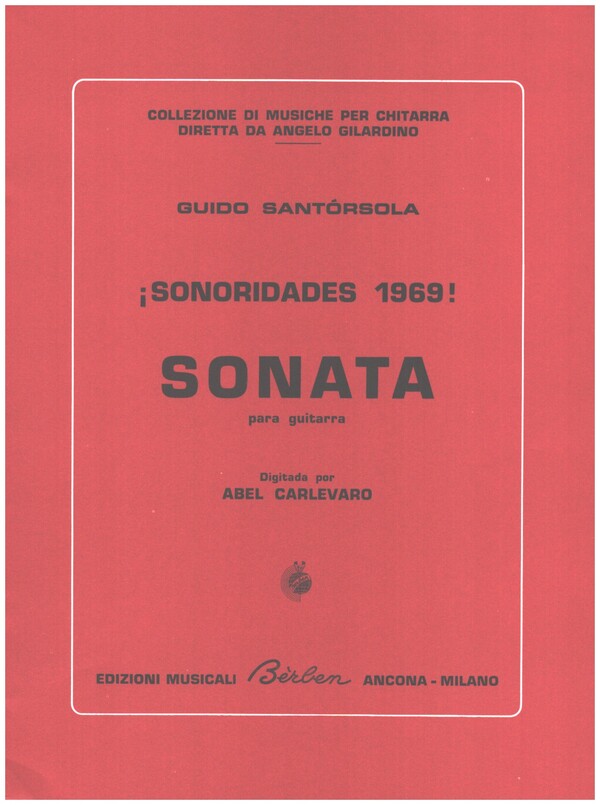 COLLEZIONE DI MUSICHE PER CHITARRA
DIRETTA DA ANGELO GILARDINO
GUIDO SANTÓRSOLA
¡SONORIDADES 1969!
SONATA
para guitarra
Digitada por
ABEL CARLEVARO
EDIZIONI MUSICALI Bèrben ANCONA - MILANO